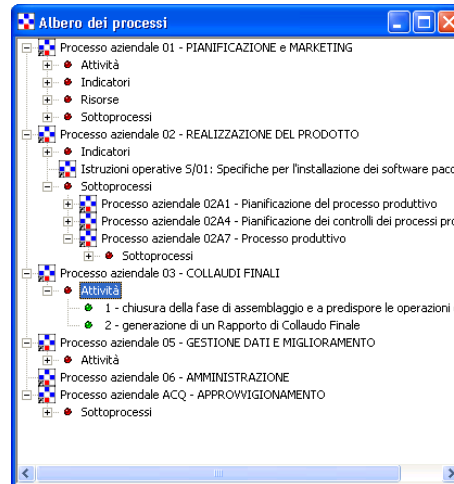 Albero dei processi
Processo aziendale 01 - PIANIFICAZIONE e MARKETING
Attività
Indicatori
Risorse
Sottoprocessi
Processo aziendale 02 - REALIZZAZIONE DEL PRODOTTO
Indicatori
Istruzioni operative S/01: Specifiche per l'installazione dei software pacc
Sottoprocessi
Processo aziendale 02A1 - Pianificazione del processo produttivo
Processo aziendale 02A4 - Pianificazione dei controlli dei processi pro
Processo aziendale 02A7 - Processo produttivo
Sottoprocessi
Processo aziendale 03 - COLLAUDI FINALI
Attività
1 - chiusura della fase di assemblaggio e a predispore le operazioni
2 - generazione di un Rapporto di Collaudo Finale
Processo aziendale 05 - GESTIONE DATI E MIGLIORAMENTO
Attività
Processo aziendale 06 - AMMINISTRAZIONE
Processo aziendale ACQ - APPROVVIGIONAMENTO
Sottoprocessi